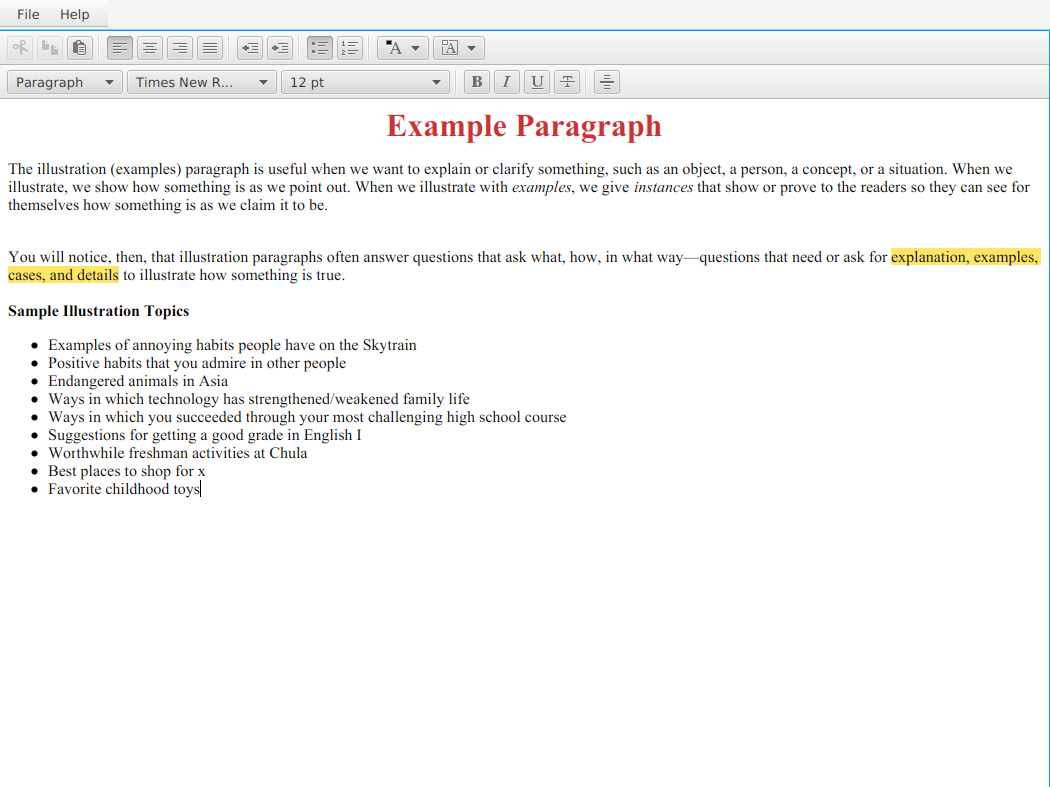 File Help
Paragraph Times New R... 12 pt B I U T
Example Paragraph
The illustration (examples) paragraph is useful when we want to explain or clarify something, such as an object, a person, a concept, or a situation. When we
illustrate, we show how something is as we point out. When we illustrate with examples, we give instances that show or prove to the readers so they can see for
themselves how something is as we claim it to be.
You will notice, then, that illustration paragraphs often answer questions that ask what, how, in what way—questions that need or ask for explanation, examples,
cases, and details to illustrate how something is true.
Sample Illustration Topics
• Examples of annoying habits people have on the Skytrain
• Positive habits that you admire in other people
• Endangered animals in Asia
• Ways in which technology has strengthened/weakened family life
• Ways in which you succeeded through your most challenging high school course
• Suggestions for getting a good grade in English I
• Worthwhile freshman activities at Chula
• Best places to shop for x
• Favorite childhood toys